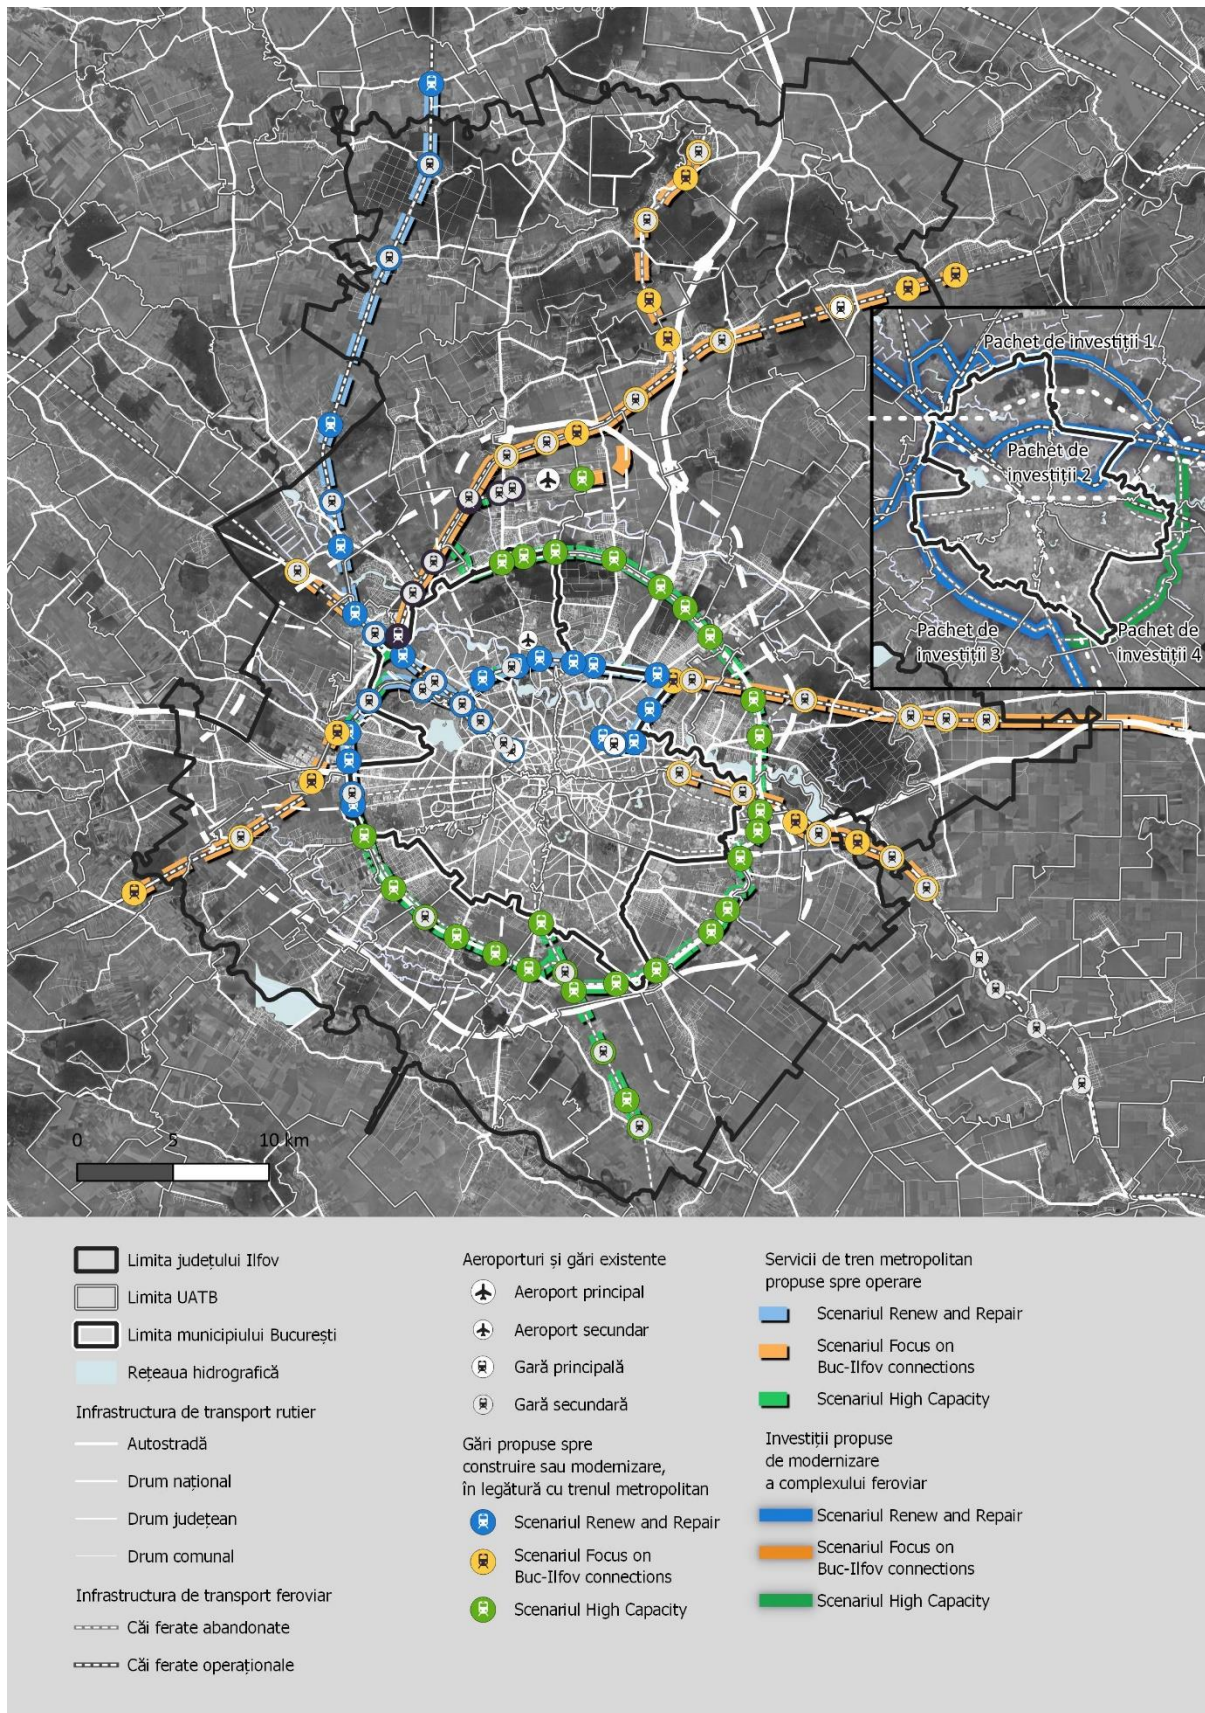 Pachet de investiții 1
Pachet de
investiții 2
Pachet de
investiții 3
Pachet de
investiții 4
0 5 10 km
Limita județului Ilfov
Limita UATB
Limita municipiului București
Rețeaua hidrografică
Infrastructura de transport rutier
Autostradă
Drum național
Drum județean
Drum comunal
Infrastructura de transport feroviar
Căi ferate abandonate
Căi ferate operaționale
Aeroporturi și gări existente
Aeroport principal
Aeroport secundar
Gară principală
Gară secundară
Gări propuse spre
construire sau modernizare,
în legătură cu trenul metropolitan
Scenariul Renew and Repair
Scenariul Focus on
Buc-Ilfov connections
Scenariul High Capacity
Servicii de tren metropolitan
propuse spre operare
Scenariul Renew and Repair
Scenariul Focus on
Buc-Ilfov connections
Scenariul High Capacity
Investiții propuse
de modernizare
a complexului feroviar
Scenariul Renew and Repair
Scenariul Focus on
Buc-Ilfov connections
Scenariul High Capacity